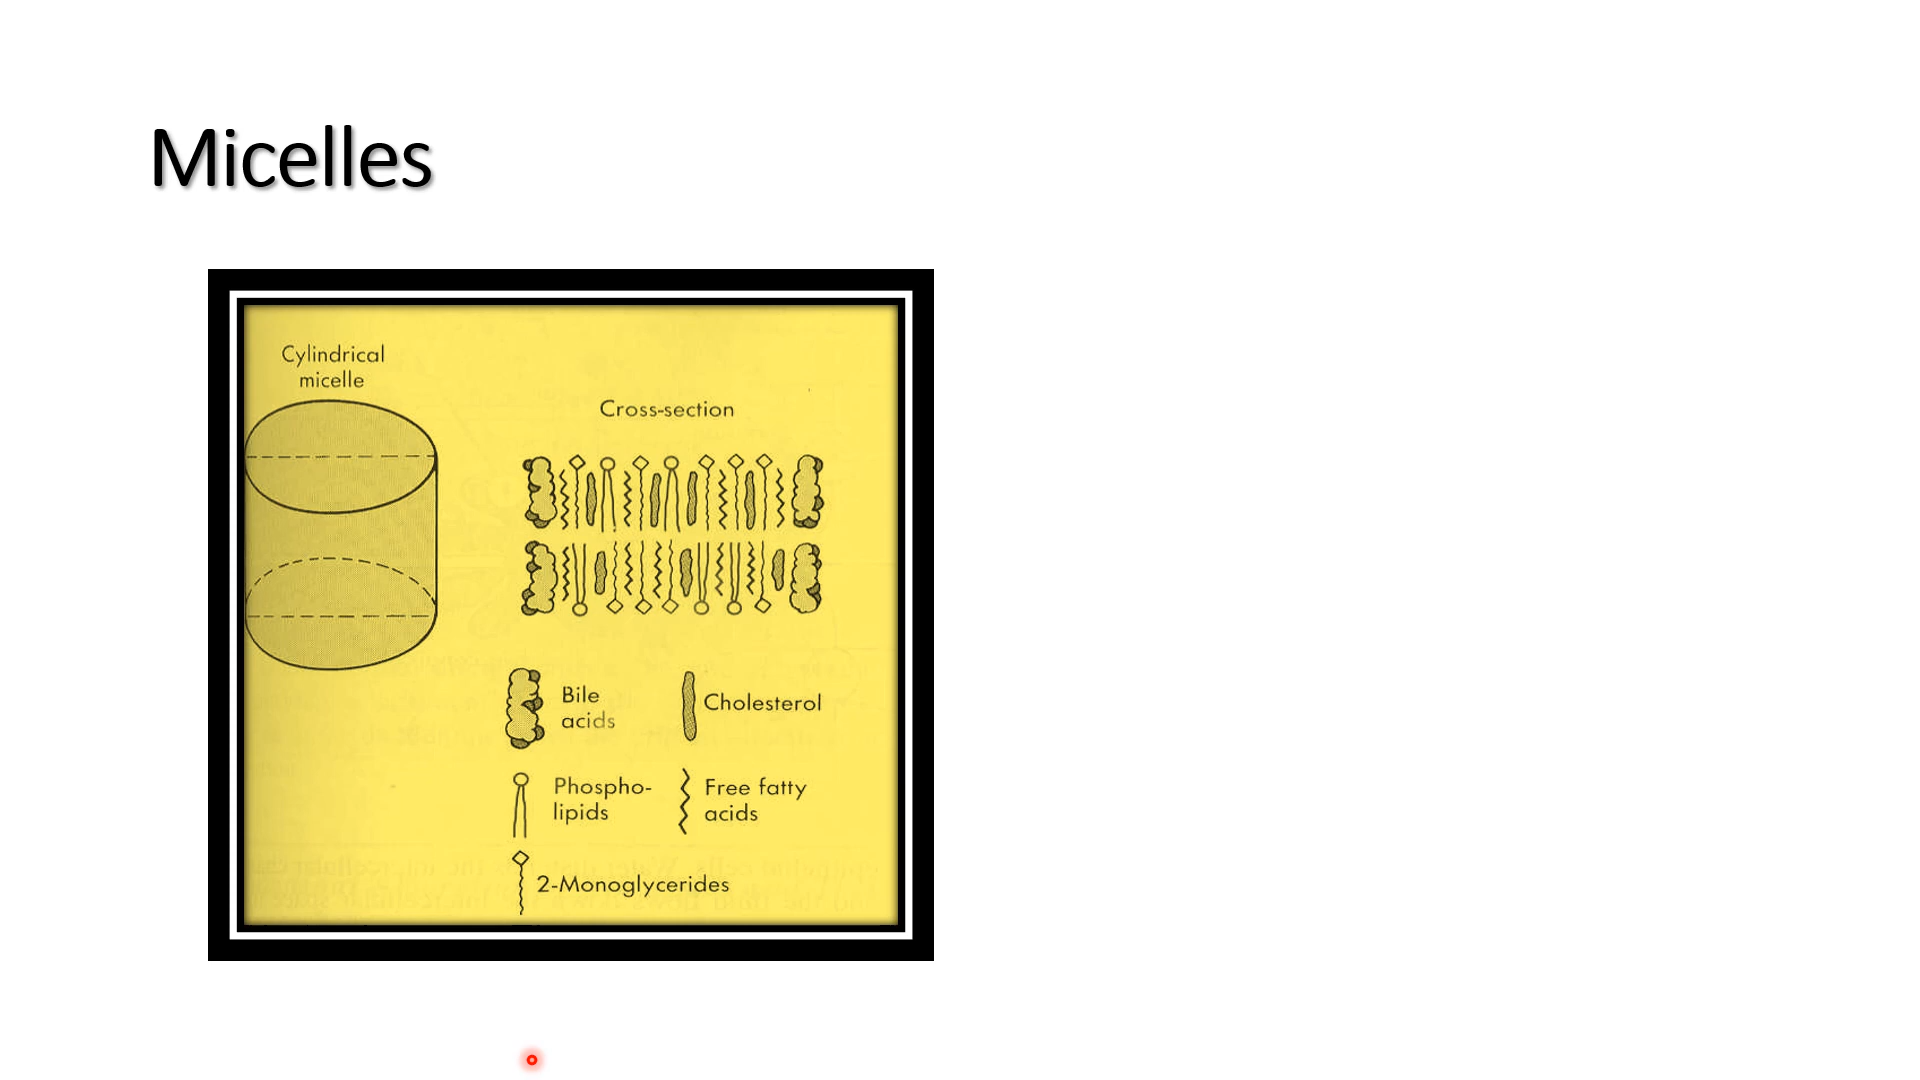 Micelles
Cylindrical
micelle
Cross-section
Bile
acids
Cholesterol
Phospho-
lipids
Free fatty
acids
2-Monoglycerides